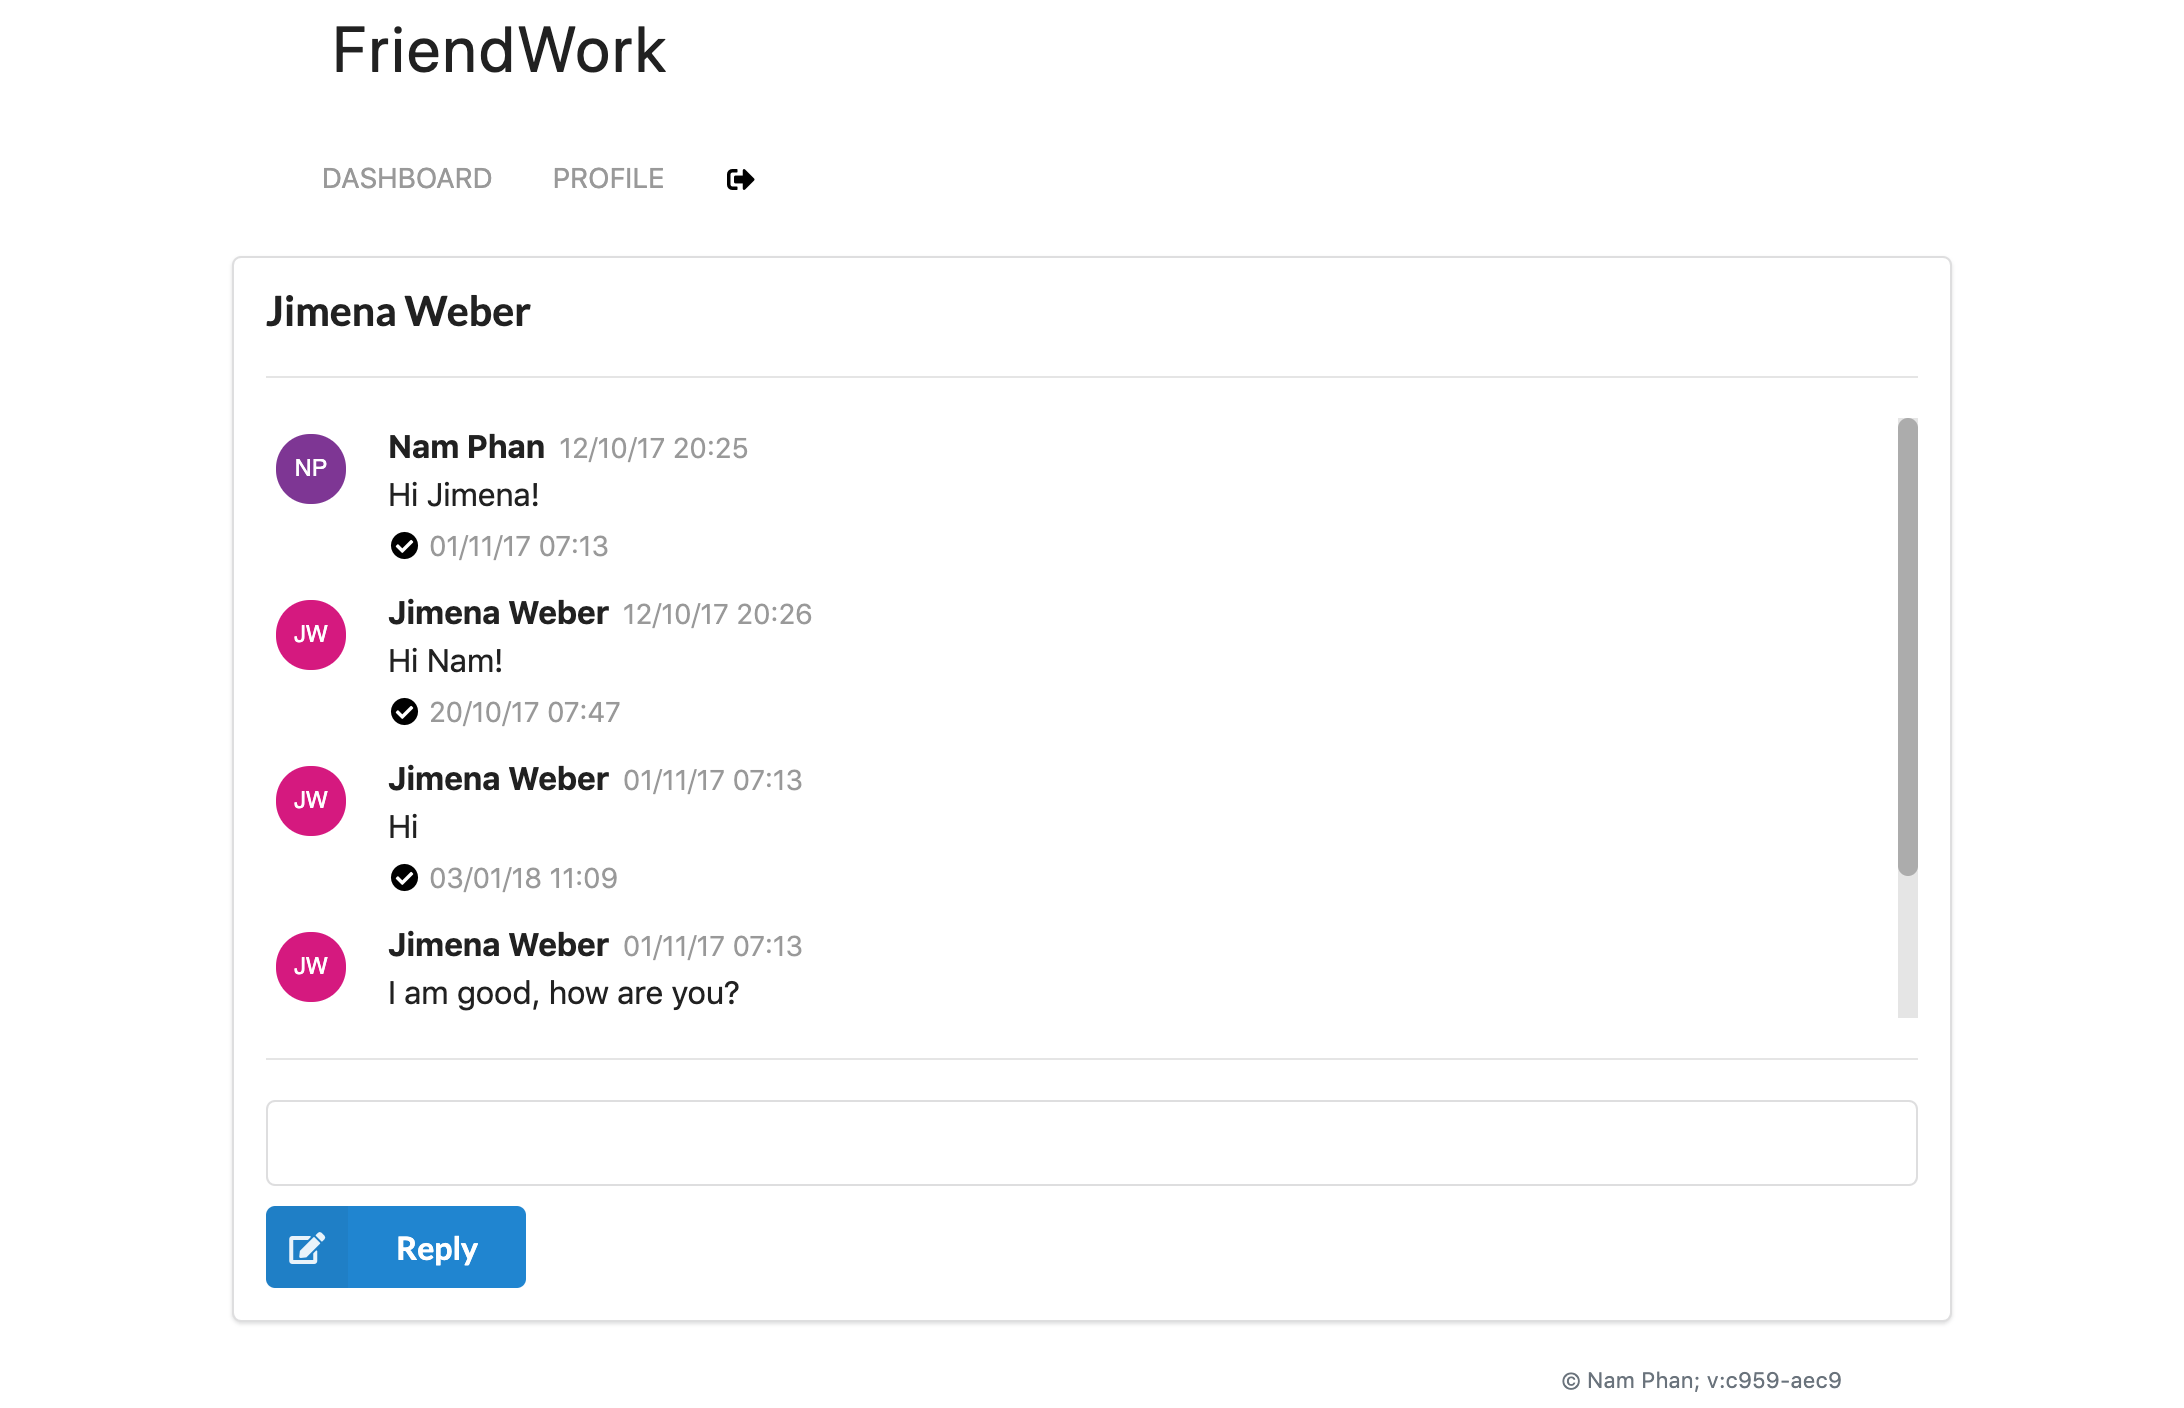 FriendWork
DASHBOARD PROFILE
Jimena Weber
NP
Nam Phan 12/10/17 20:25
Hi Jimena!
01/11/17 07:13
JW
Jimena Weber 12/10/17 20:26
Hi Nam!
20/10/17 07:47
JW
Jimena Weber 01/11/17 07:13
Hi
03/01/18 11:09
JW
Jimena Weber 01/11/17 07:13
I am good, how are you?
Reply
© Nam Phan; v:c959-aec9